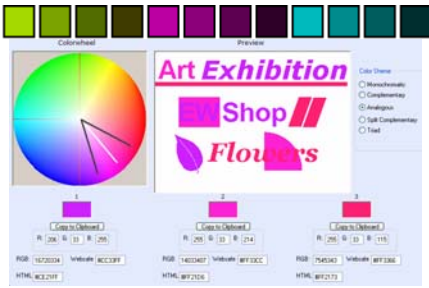 Colorwheel
Preview
Art Exhibition
EW Shop
Flowers
Color Sheme
Monochromatic
Complementary
Analogous
Split Complementary
Triad
1
2
3
Copy to Clipboard
Copy to Clipboard
Copy to Clipboard
R: 206 G: 33 B: 255
R: 255 G: 33 B: 214
R: 255 G: 33 B: 115
RGB: 16720334 Websafe #CC33FF
RGB: 14033407 Websafe #FF33CC
RGB: 7545343 Websafe #FF3366
HTML: #CE21FF
HTML: #FF21D6
HTML: #FF2173